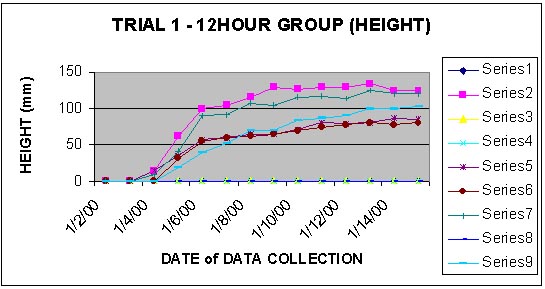 TRIAL 1 - 12HOUR GROUP (HEIGHT)
HEIGHT (mm)
150
100
50
0
1/2/00
1/4/00
1/6/00
1/8/00
1/10/00
1/12/00
1/14/00
DATE of DATA COLLECTION
Series1
Series2
Series3
Series4
Series5
Series6
Series7
Series8
Series9